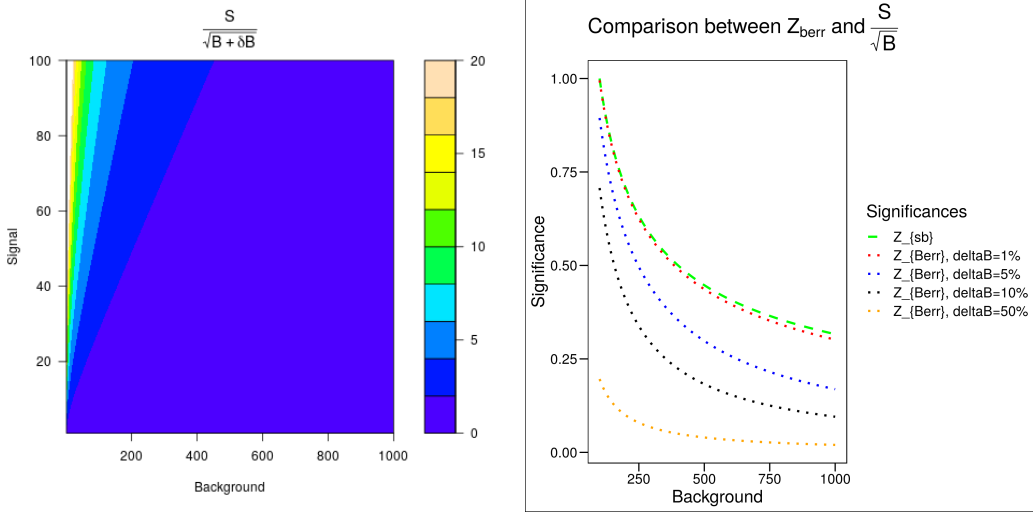 S
√B + δB
100
80
60
40
20
Signal
200
400
600
800
1000
Background
20
15
10
5
0
Comparison between Zberr and S
√B
1.00
0.75
0.50
0.25
0.00
Significance
250
500
750
1000
Background
Significances
Z_{sb}
Z_{Berr}, deltaB=1%
Z_{Berr}, deltaB=5%
Z_{Berr}, deltaB=10%
Z_{Berr}, deltaB=50%